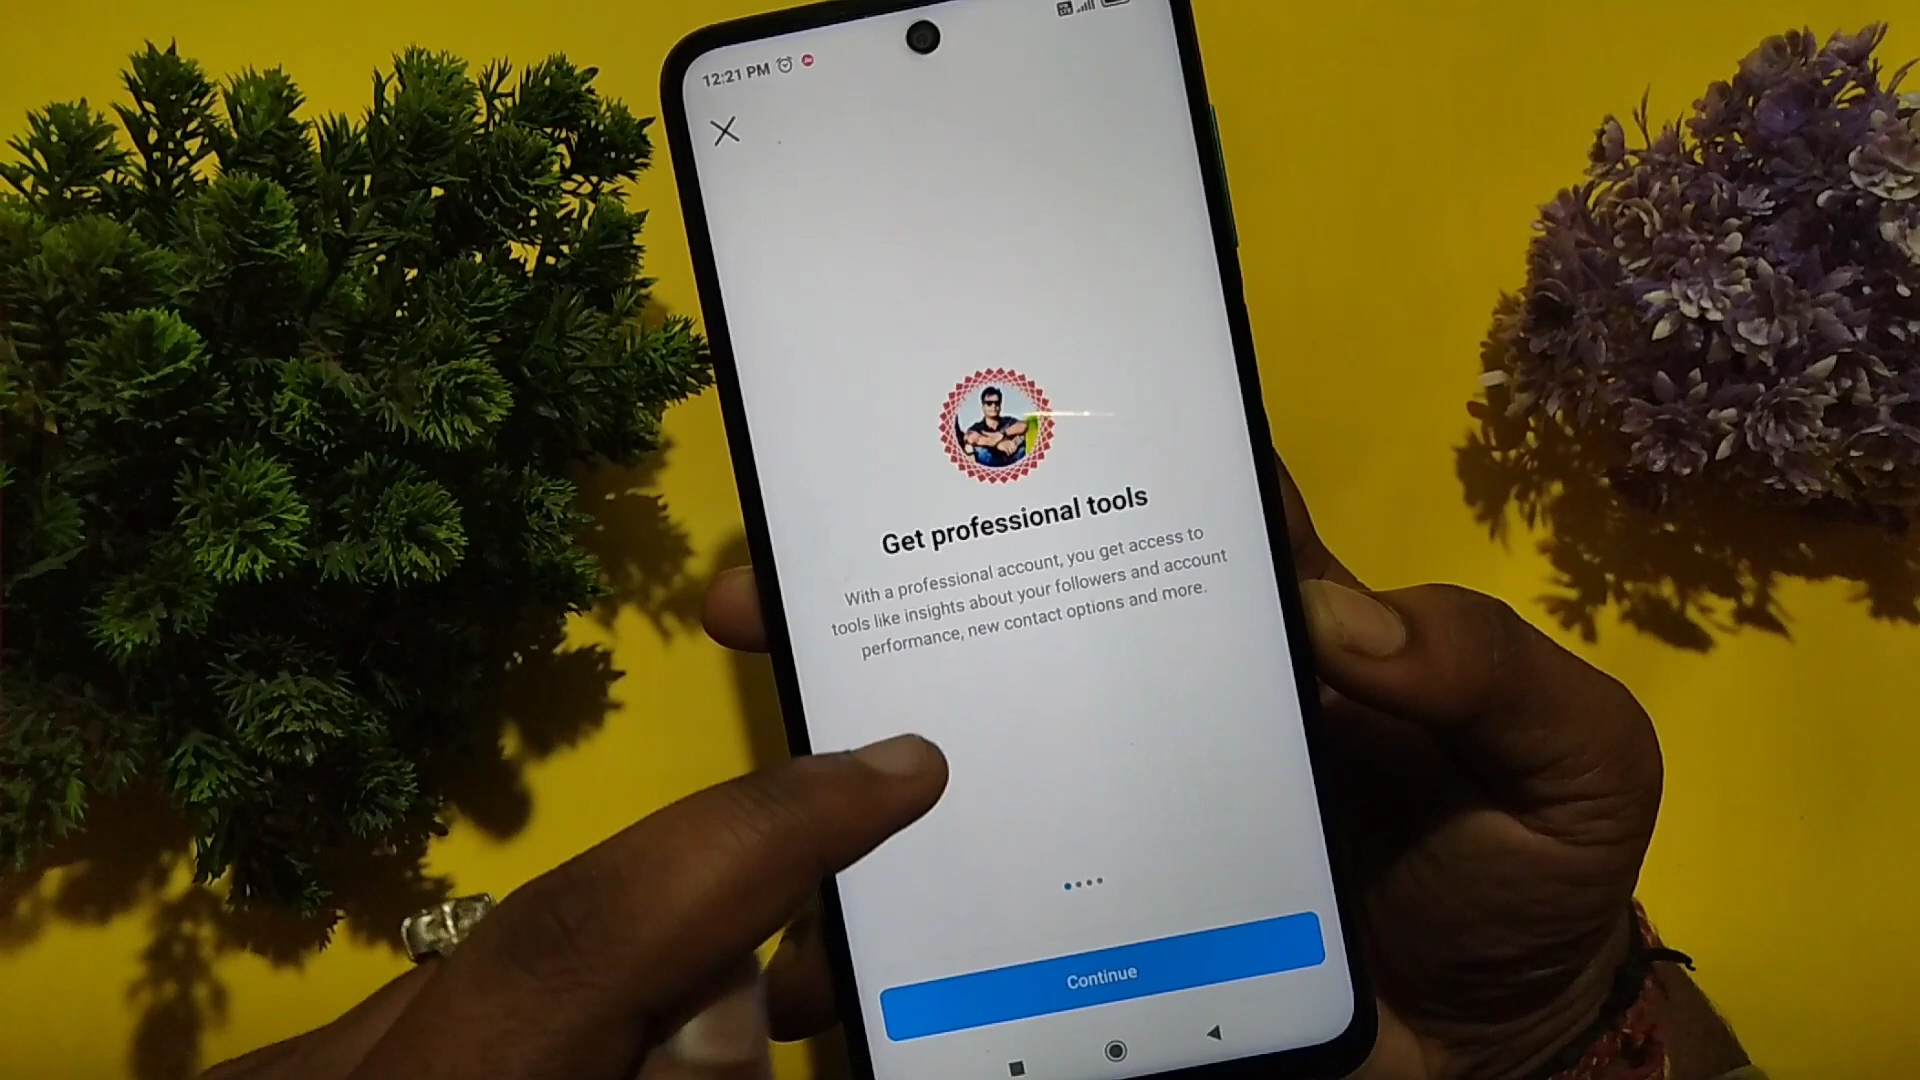 12:21 PM
Get professional tools
With a professional account, you get access to
tools like insights about your followers and account
performance, new contact options and more.
Continue